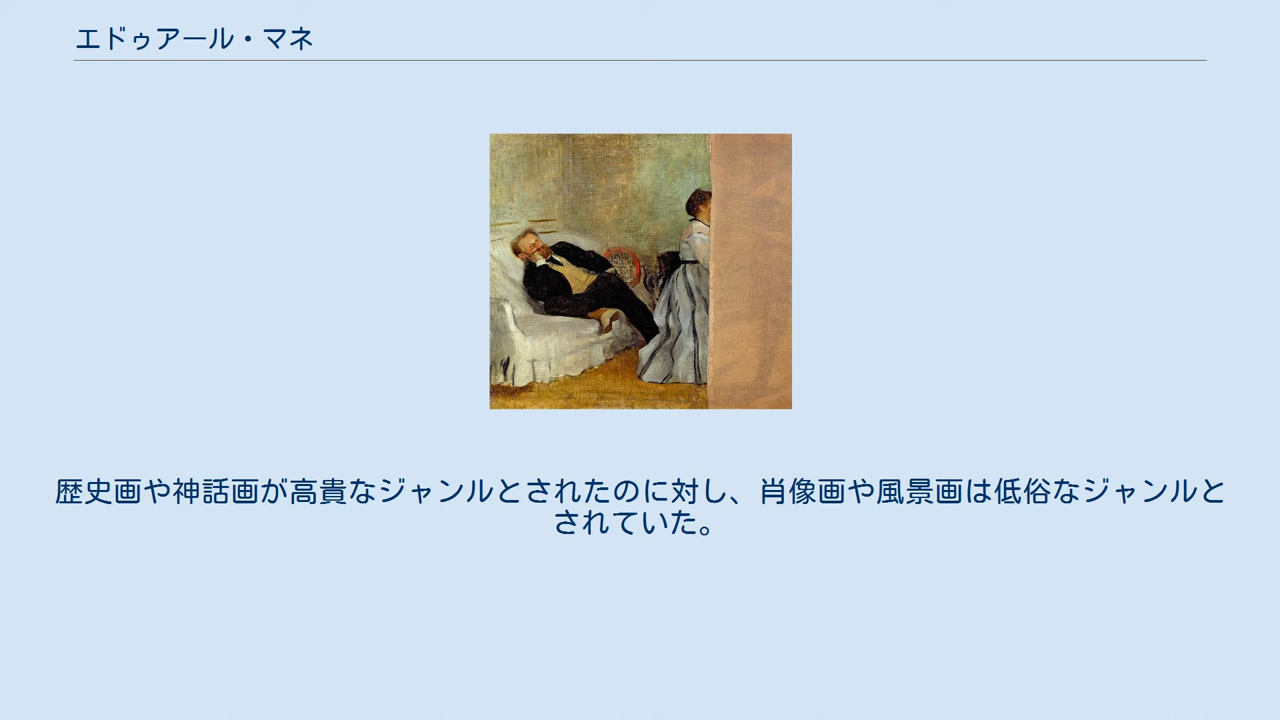 エドゥアール・マネ
歴史画や神話画が高貴なジャンルとされたのに対し、肖像画や風景画は低俗なジャンルと
されていた。